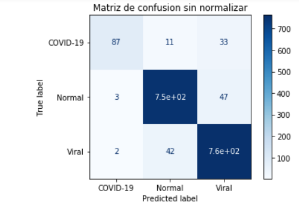 Matriz de confusion sin normalizar
COVID-19 87 11 33
700
600
500
Normal 3 7.5e+02 47
400
300
200
Viral 2 42 7.6e+02
100
COVID-19 Normal Viral
True label
Predicted label